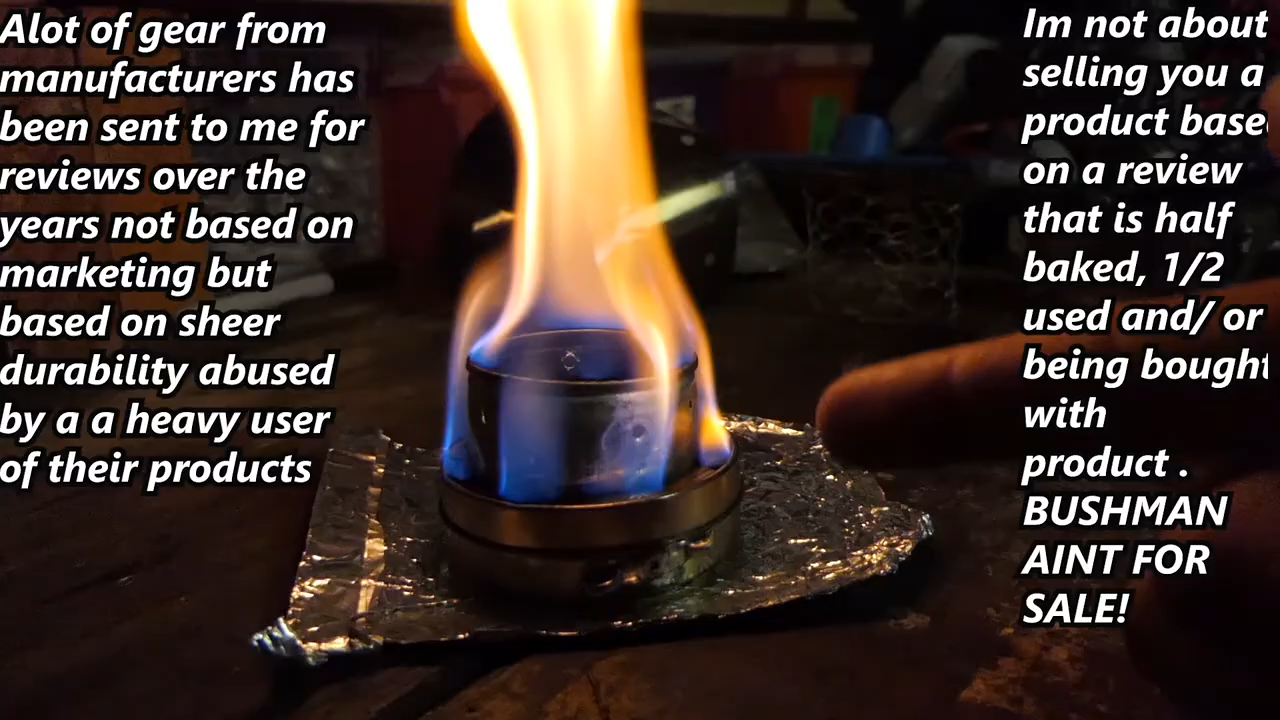 Alot of gear from
manufacturers has
been sent to me for
reviews over the
years not based on
marketing but
based on sheer
durability abused
by a a heavy user
of their products
Im not about
selling you a
product base
on a review
that is half
baked, 1/2
used and/ or
being bought
with
product .
BUSHMAN
AINT FOR
SALE!